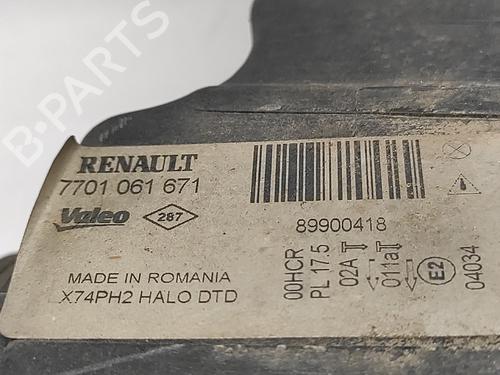 B-PARTS
RENAULT
7701 061 671
Valeo
287
MADE IN ROMANIA
X74PH2 HALO DTD
89900418
00HCR
PL 17.5
02A
011a
E2
04034